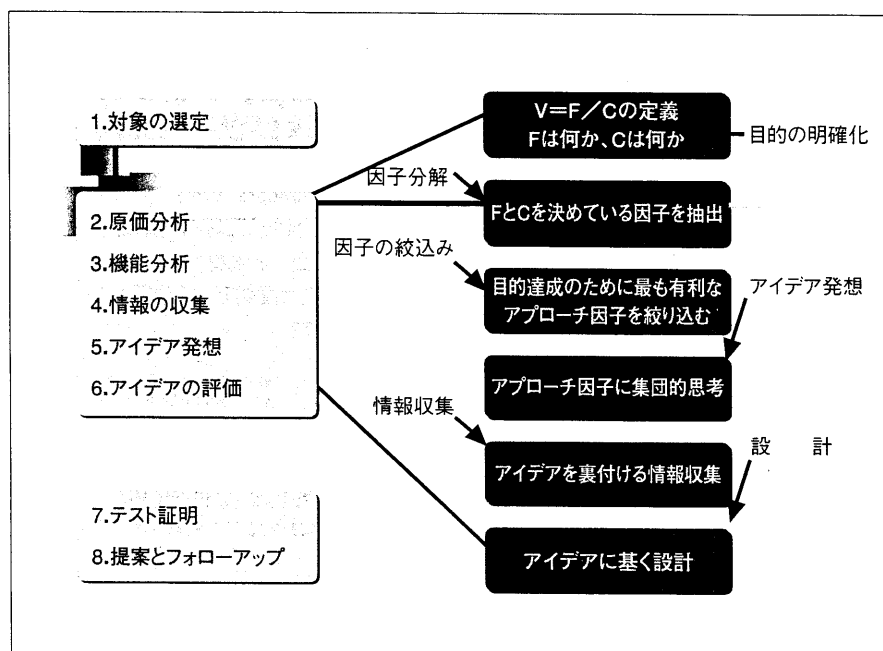 1.対象の選定
2.原価分析
3.機能分析
4.情報の収集
5.アイデア発想
6.アイデアの評価
7.テスト証明
8.提案とフォローアップ
V＝F／Cの定義
Fは何か、Cは何か
目的の明確化
因子分解
FとCを決めている因子を抽出
因子の絞込み
目的達成のために最も有利な
アプローチ因子を絞り込む
アイデア発想
アプローチ因子に集団的思考
情報収集
アイデアを裏付ける情報収集
設　計
アイデアに基く設計